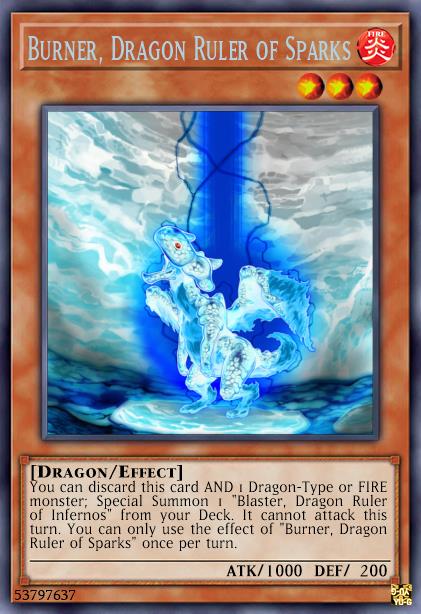 Burner, Dragon Ruler of Sparks
FIRE
炎
[Dragon/Effect]
You can discard this card AND 1 Dragon-Type or FIRE
monster; Special Summon 1 "Blaster, Dragon Ruler
of Infernos" from your Deck. It cannot attack this
turn. You can only use the effect of "Burner, Dragon
Ruler of Sparks" once per turn.
ATK/1000 DEF/ 200
53797637